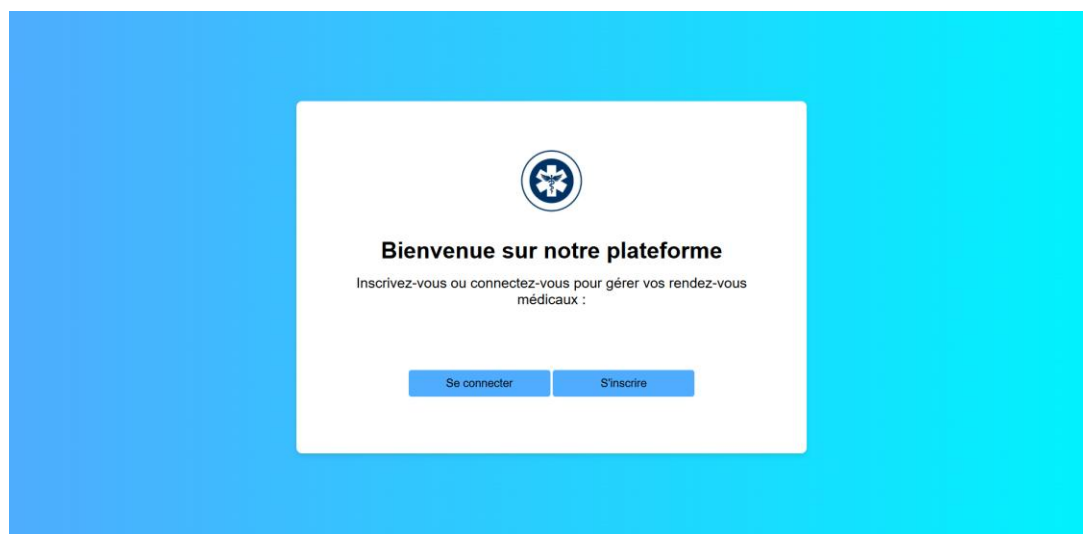 Bienvenue sur notre plateforme
Inscrivez-vous ou connectez-vous pour gérer vos rendez-vous
médicaux :
Se connecter
S'inscrire